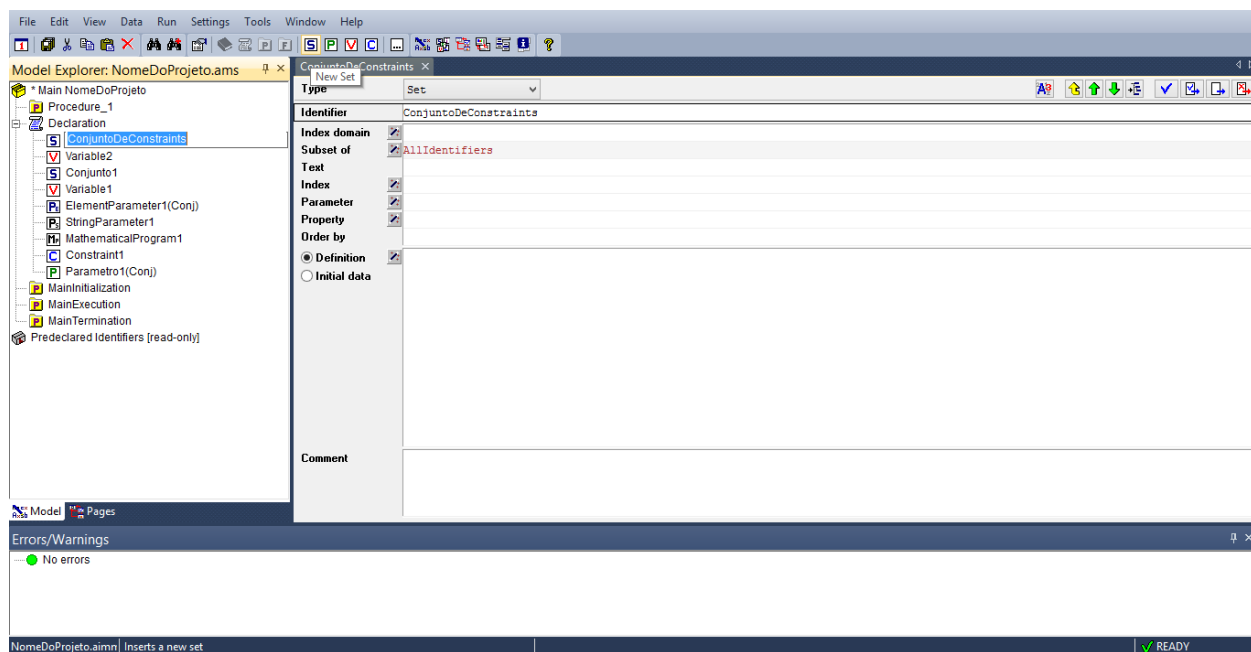 File Edit View Data Run Settings Tools Window Help
Model Explorer: NomeDoProjeto.ams
ConjuntoDeConstraints
New Set
* Main NomeDoProjeto
Procedure_1
Declaration
ConjuntoDeConstraints
Variable2
Conjunto1
Variable1
ElementParameter1(Conj)
StringParameter1
MathematicalProgram1
Constraint1
Parametro1(Conj)
MainInitialization
MainExecution
MainTermination
Predeclared Identifiers [read-only]
Type Set
Identifier ConjuntoDeConstraints
Index domain
Subset of AllIdentifiers
Text
Index
Parameter
Property
Order by
Definition
Initial data
Comment
Model Pages
Errors/Warnings
No errors
NomeDoProjeto.aimn Inserts a new set READY